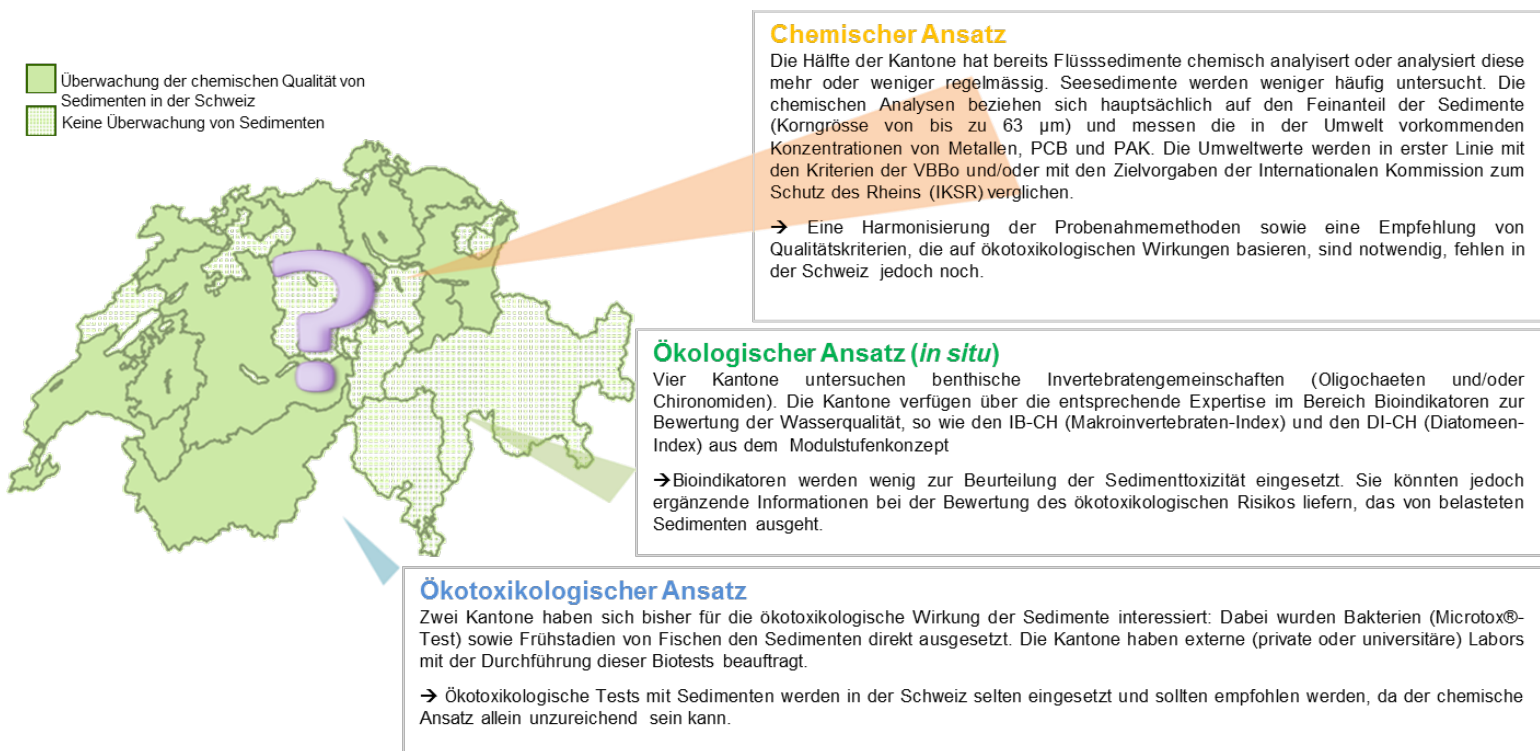 Überwachung der chemischen Qualität von
Sedimenten in der Schweiz
Keine Überwachung von Sedimenten
?
Chemischer Ansatz
Die Hälfte der Kantone hat bereits Flüsssedimente chemisch analyisert oder analysiert diese
mehr oder weniger regelmässig. Seesedimente werden weniger häufig untersucht. Die
chemischen Analysen beziehen sich hauptsächlich auf den Feinanteil der Sedimente
(Korngrösse von bis zu 63 µm) und messen die in der Umwelt vorkommenden
Konzentrationen von Metallen, PCB und PAK. Die Umweltwerte werden in erster Linie mit
den Kriterien der VBBo und/oder mit den Zielvorgaben der Internationalen Kommission zum
Schutz des Rheins (IKSR) verglichen.
→ Eine Harmonisierung der Probenahmemethoden sowie eine Empfehlung von
Qualitätskriterien, die auf ökotoxikologischen Wirkungen basieren, sind notwendig, fehlen in
der Schweiz jedoch noch.
Ökologischer Ansatz (in situ)
Vier Kantone untersuchen benthische Invertebratengemeinschaften (Oligochaeten und/oder
Chironomiden). Die Kantone verfügen über die entsprechende Expertise im Bereich Bioindikatoren zur
Bewertung der Wasserqualität, so wie den IB-CH (Makroinvertebraten-Index) und den DI-CH (Diatomeen-
Index) aus dem Modulstufenkonzept
→Bioindikatoren werden wenig zur Beurteilung der Sedimenttoxizität eingesetzt. Sie könnten jedoch
ergänzende Informationen bei der Bewertung des ökotoxikologischen Risikos liefern, das von belasteten
Sedimenten ausgeht.
Ökotoxikologischer Ansatz
Zwei Kantone haben sich bisher für die ökotoxikologische Wirkung der Sedimente interessiert: Dabei wurden Bakterien (Microtox®-
Test) sowie Frühstadien von Fischen den Sedimenten direkt ausgesetzt. Die Kantone haben externe (private oder universitäre) Labors
mit der Durchführung dieser Biotests beauftragt.
→ Ökotoxikologische Tests mit Sedimenten werden in der Schweiz selten eingesetzt und sollten empfohlen werden, da der chemische
Ansatz allein unzureichend sein kann.